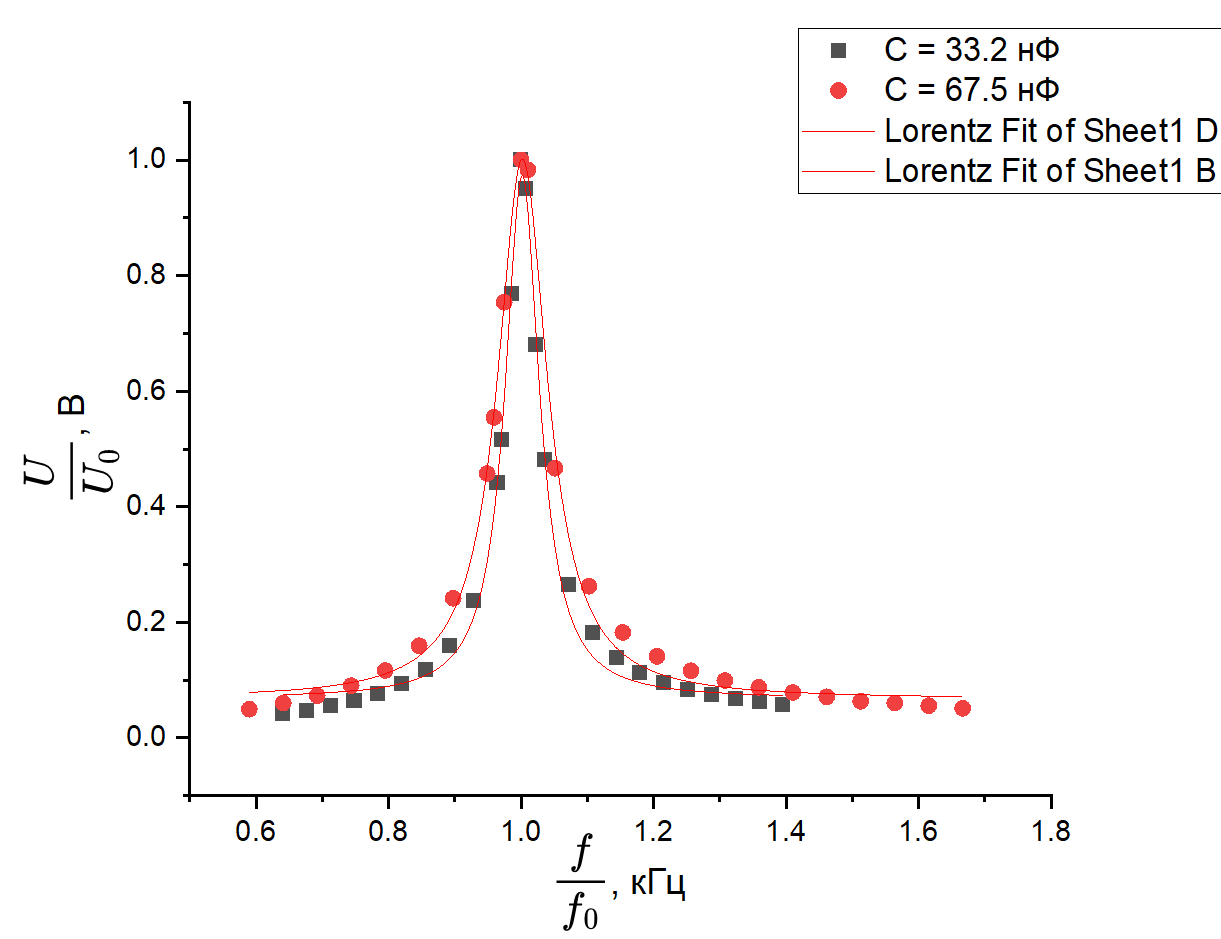 C = 33.2 нФ
C = 67.5 нФ
Lorentz Fit of Sheet1 D
Lorentz Fit of Sheet1 B
1.0
0.8
0.6
0.4
0.2
0.0
U/U0, В
0.6 0.8 1.0 1.2 1.4 1.6 1.8
f/f0, кГц